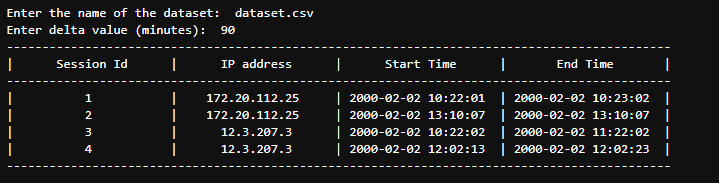 Enter the name of the dataset:  dataset.csv
Enter delta value (minutes):  90
-----------------------------------------------------------------------------------------------
|      Session Id      |      IP address      |      Start Time      |       End Time       |
-----------------------------------------------------------------------------------------------
|          1           |    172.20.112.25     | 2000-02-02 10:22:01  | 2000-02-02 10:23:02  |
|          2           |    172.20.112.25     | 2000-02-02 13:10:07  | 2000-02-02 13:10:07  |
|          3           |      12.3.207.3      | 2000-02-02 10:22:02  | 2000-02-02 11:22:02  |
|          4           |      12.3.207.3      | 2000-02-02 12:02:13  | 2000-02-02 12:02:23  |
-----------------------------------------------------------------------------------------------